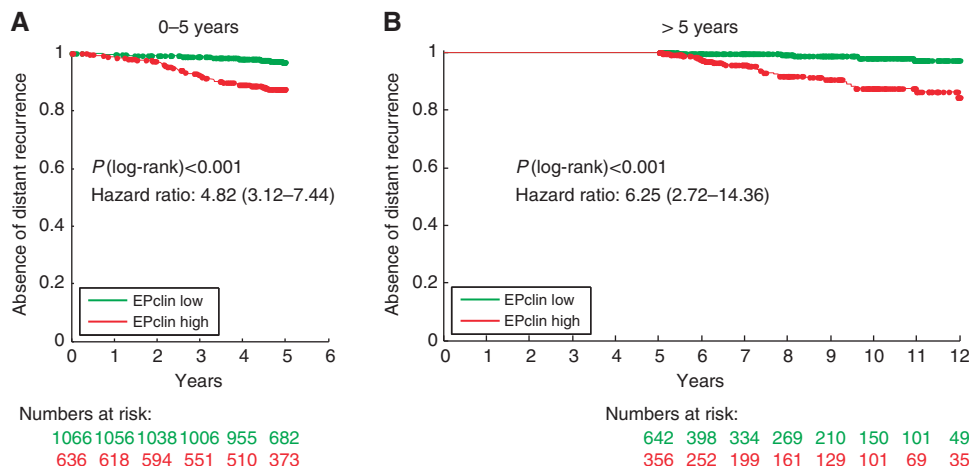 A
0–5 years
Absence of distant recurrence
1
0.8
0.6
0.4
0.2
0
P(log-rank)<0.001
Hazard ratio: 4.82 (3.12–7.44)
EPclin low
EPclin high
0 1 2 3 4 5 6
Years
Numbers at risk:
1066 1056 1038 1006 955 682
636 618 594 551 510 373
B
> 5 years
Absence of distant recurrence
1
0.8
0.6
0.4
0.2
0
P(log-rank)<0.001
Hazard ratio: 6.25 (2.72–14.36)
EPclin low
EPclin high
0 1 2 3 4 5 6 7 8 9 10 11 12
Years
Numbers at risk:
642 398 334 269 210 150 101 49
356 252 199 161 129 101 69 35